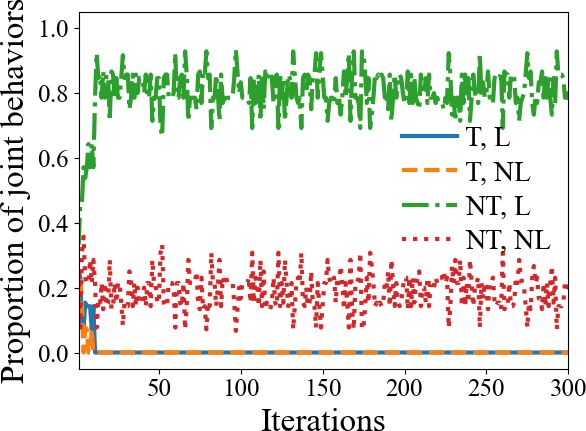 Proportion of joint behaviors
1.0
0.8
0.6
0.4
0.2
0.0
T, L
T, NL
NT, L
NT, NL
50
100
150
200
250
300
Iterations